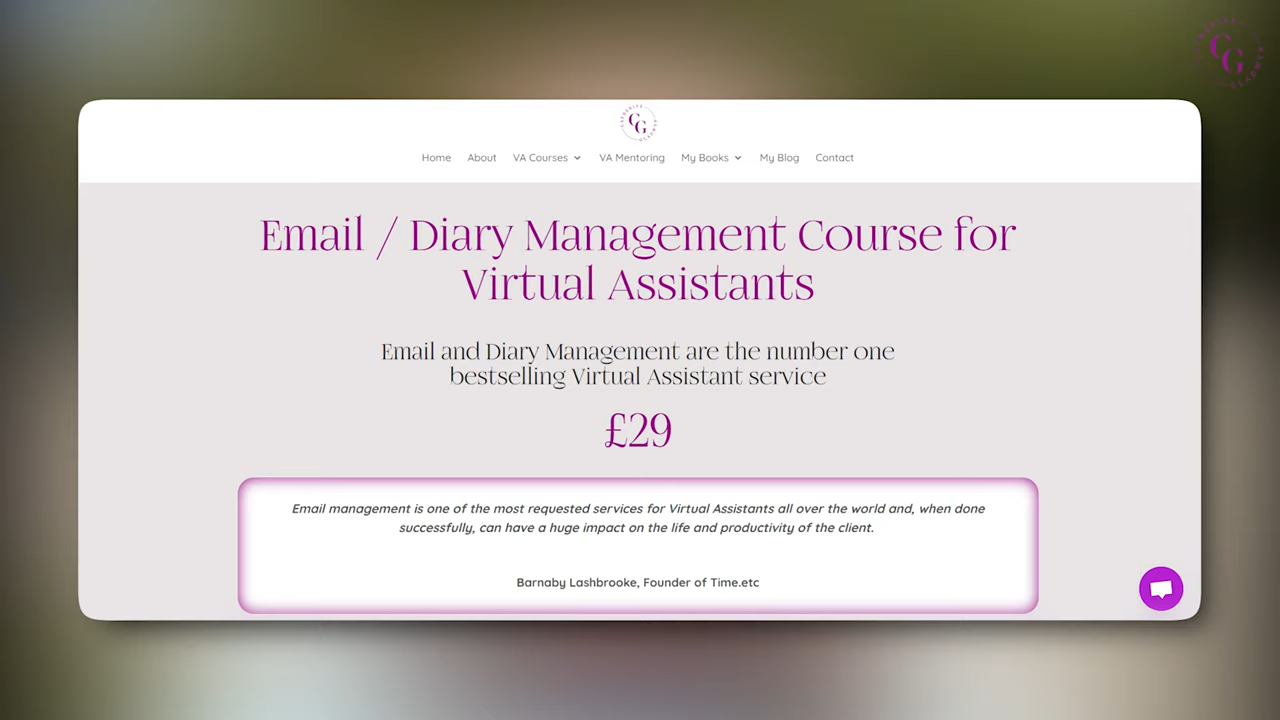 CG
CG
Home About VA Courses VA Mentoring My Books My Blog Contact
Email / Diary Management Course for
Virtual Assistants
Email and Diary Management are the number one
bestselling Virtual Assistant service
£29
Email management is one of the most requested services for Virtual Assistants all over the world and, when done
successfully, can have a huge impact on the life and productivity of the client.
Barnaby Lashbrooke, Founder of Time.etc